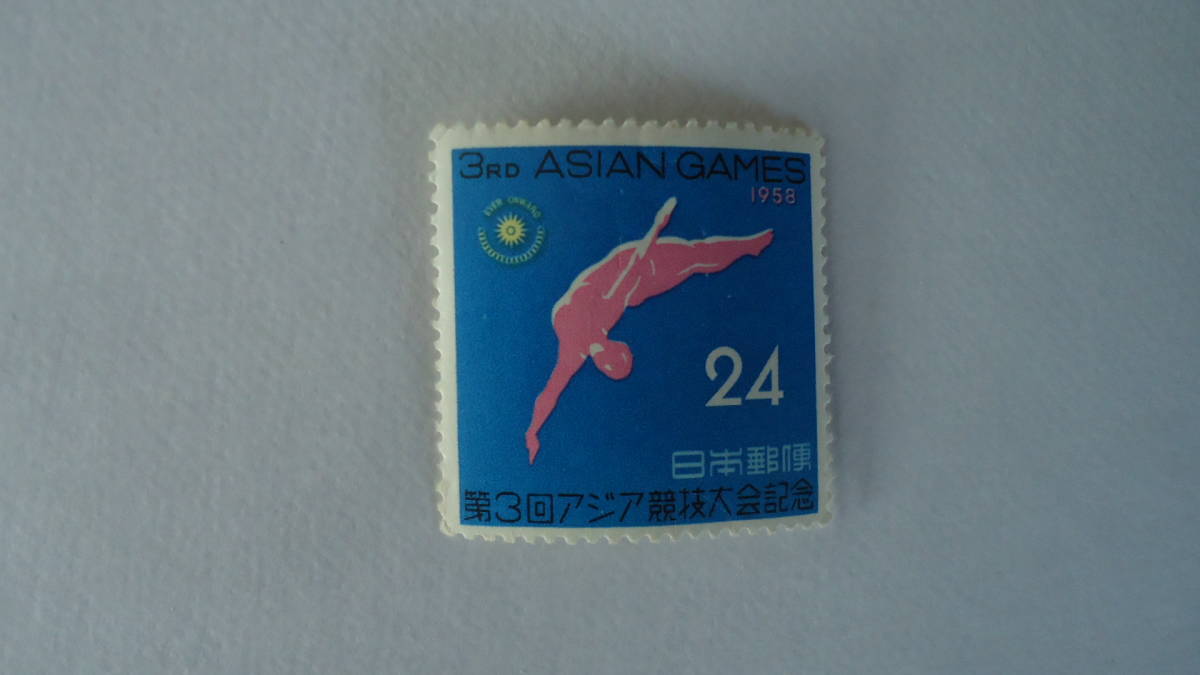 3RD ASIAN GAMES
1958
EVER ONWARD
24
日本郵便
第3回アジア競技大会記念